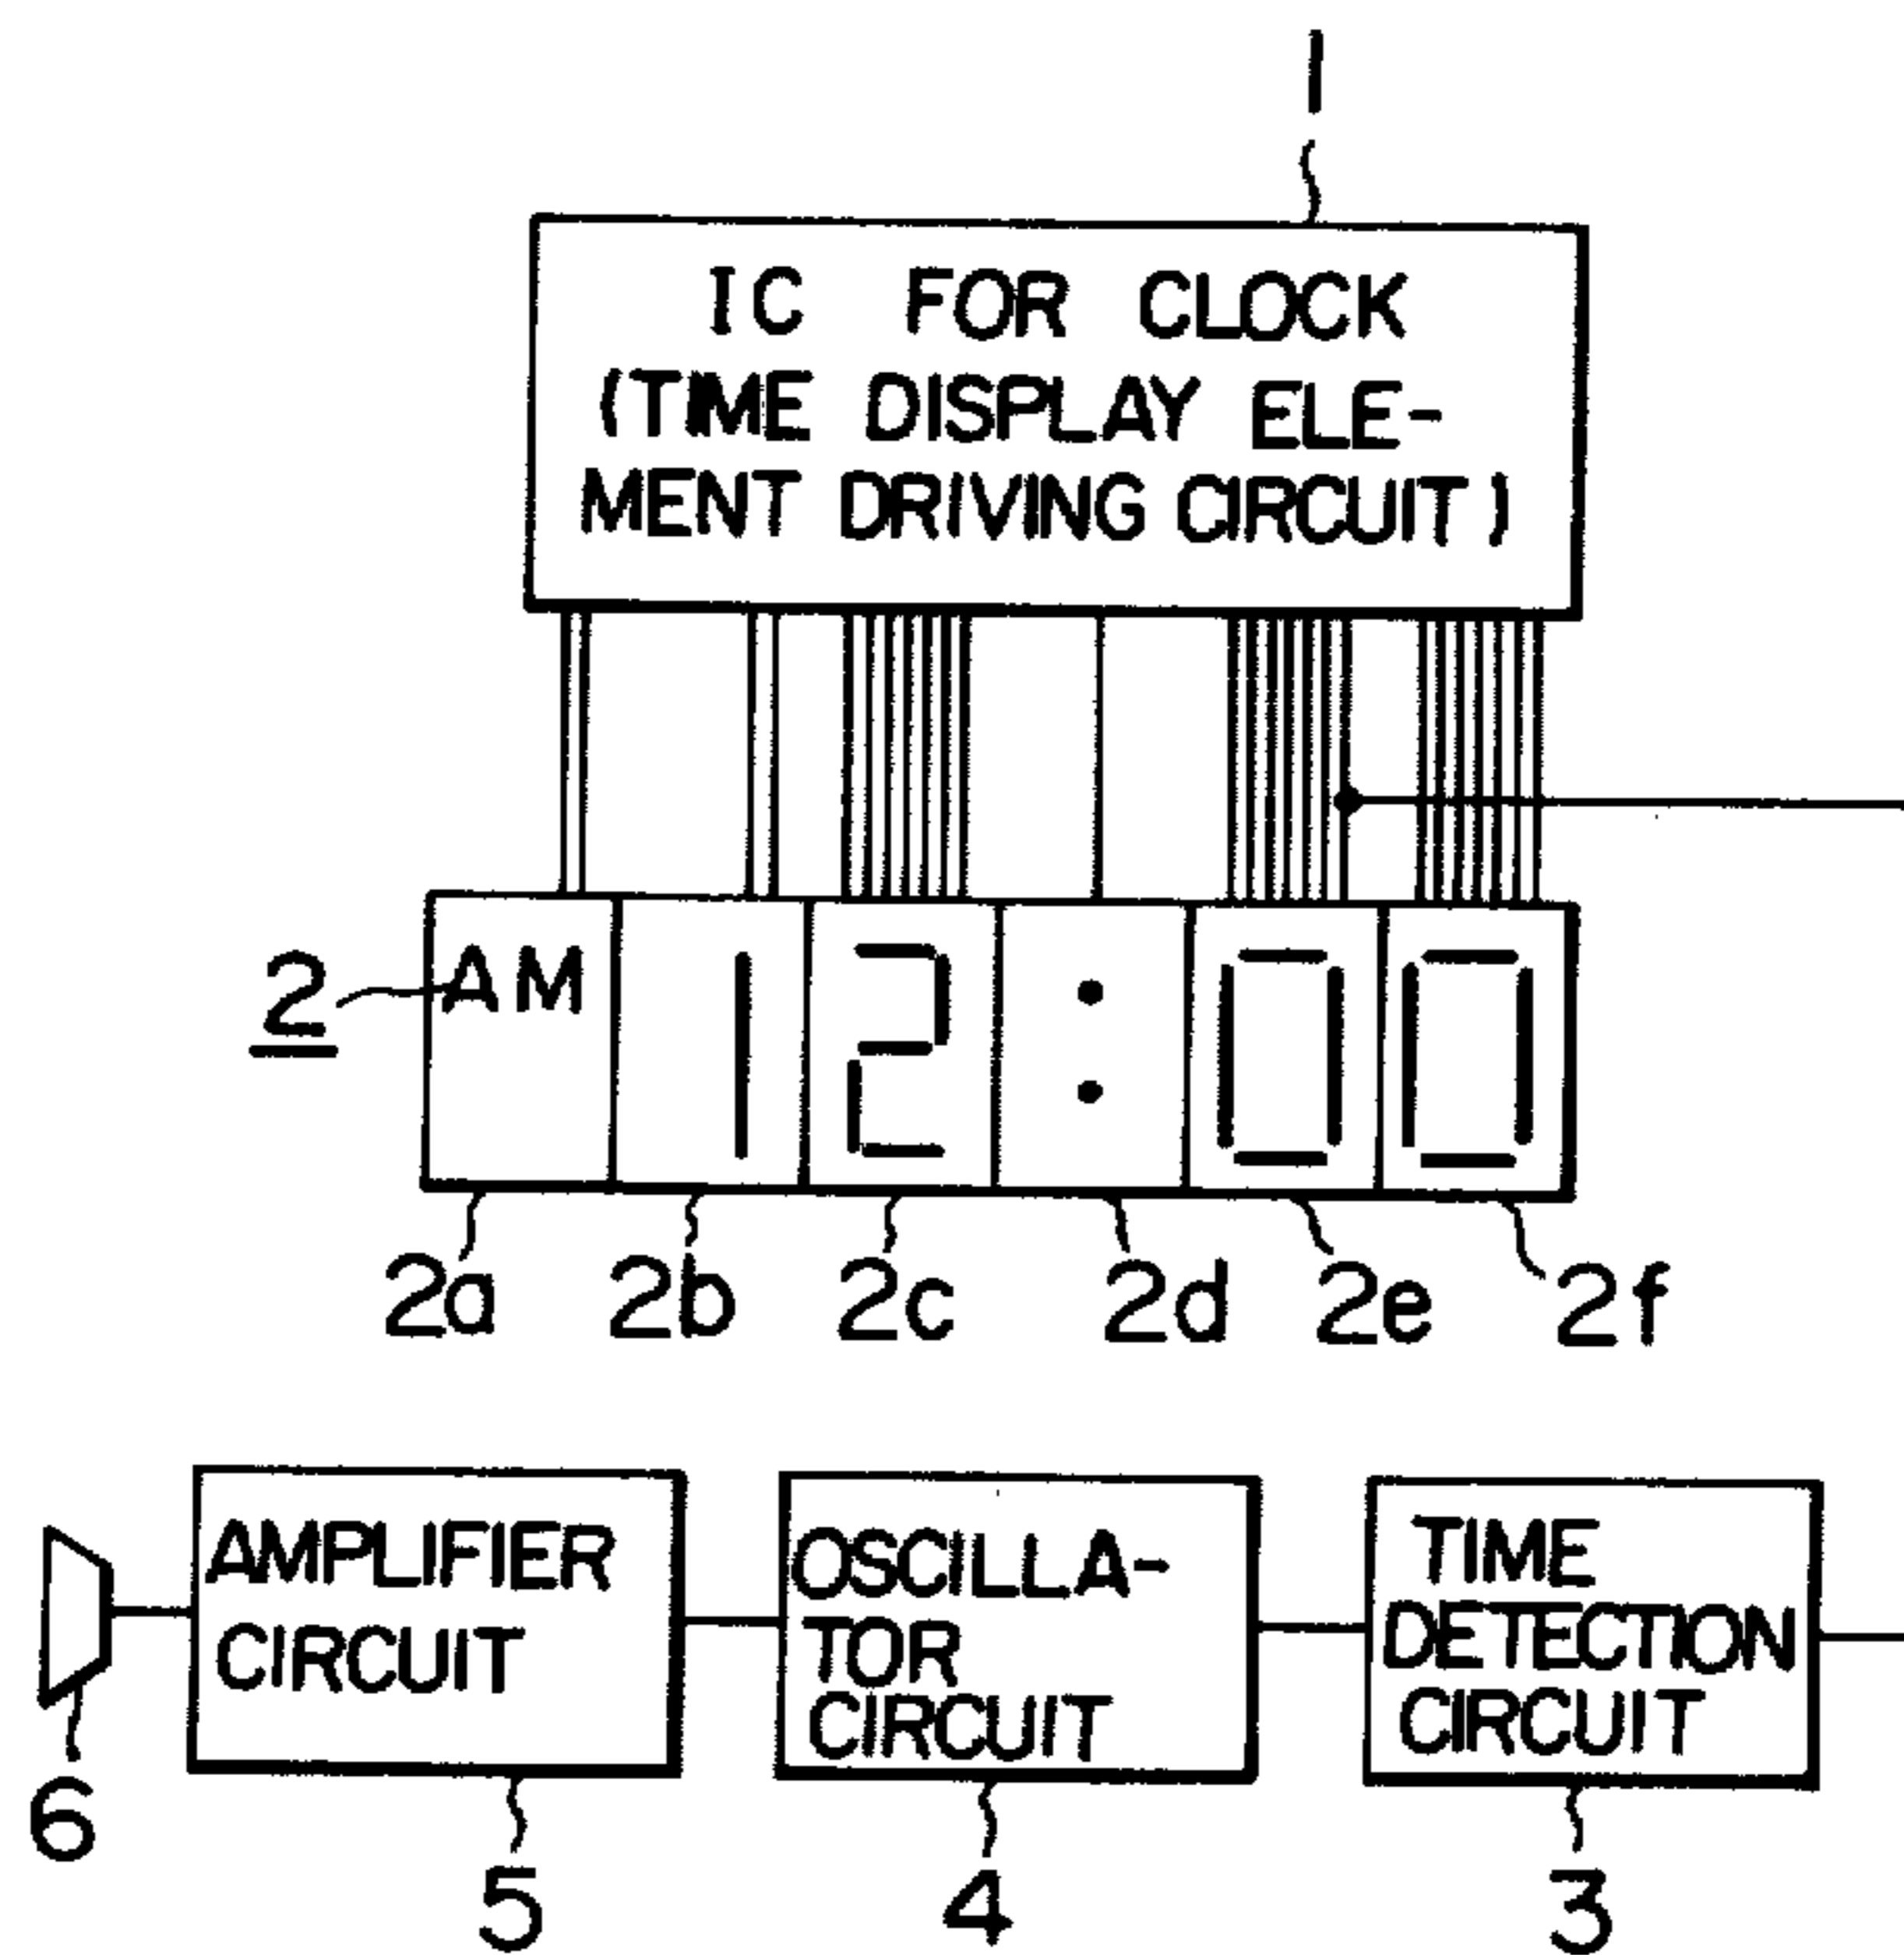 1
IC FOR CLOCK
(TIME DISPLAY ELE-
MENT DRIVING CIRCUIT)
2
AM 12:00
2a 2b 2c 2d 2e 2f
AMPLIFIER
CIRCUIT
OSCILLA-
TOR
CIRCUIT
TIME
DETECTION
CIRCUIT
6
5
4
3